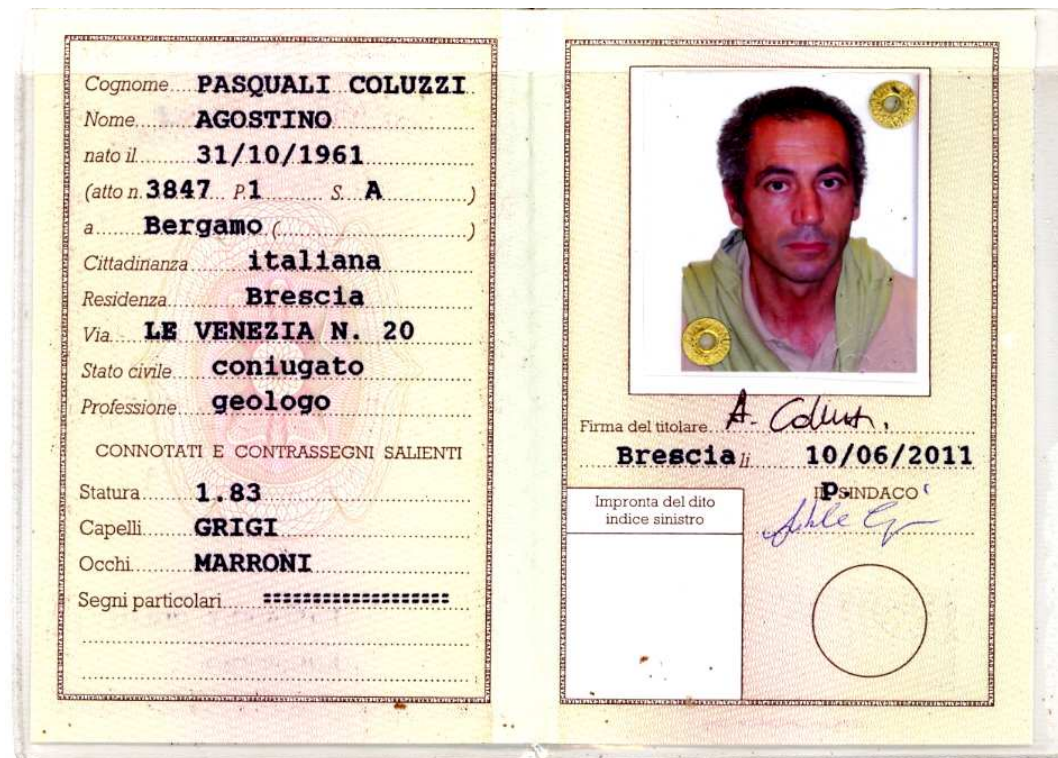 Cognome PASQUALI COLUZZI
Nome AGOSTINO
nato il 31/10/1961
(atto n. 3847 P. 1 S. A )
a Bergamo ( )
Cittadinanza italiana
Residenza Brescia
Via LE VENEZIA N. 20
Stato civile coniugato
Professione geologo
CONNOTATI E CONTRASSEGNI SALIENTI
Statura 1.83
Capelli GRIGI
Occhi MARRONI
Segni particolari ===================
Firma del titolare A.
Brescia li 10/06/2011
P. IL SINDACO
Impronta del dito
indice sinistro